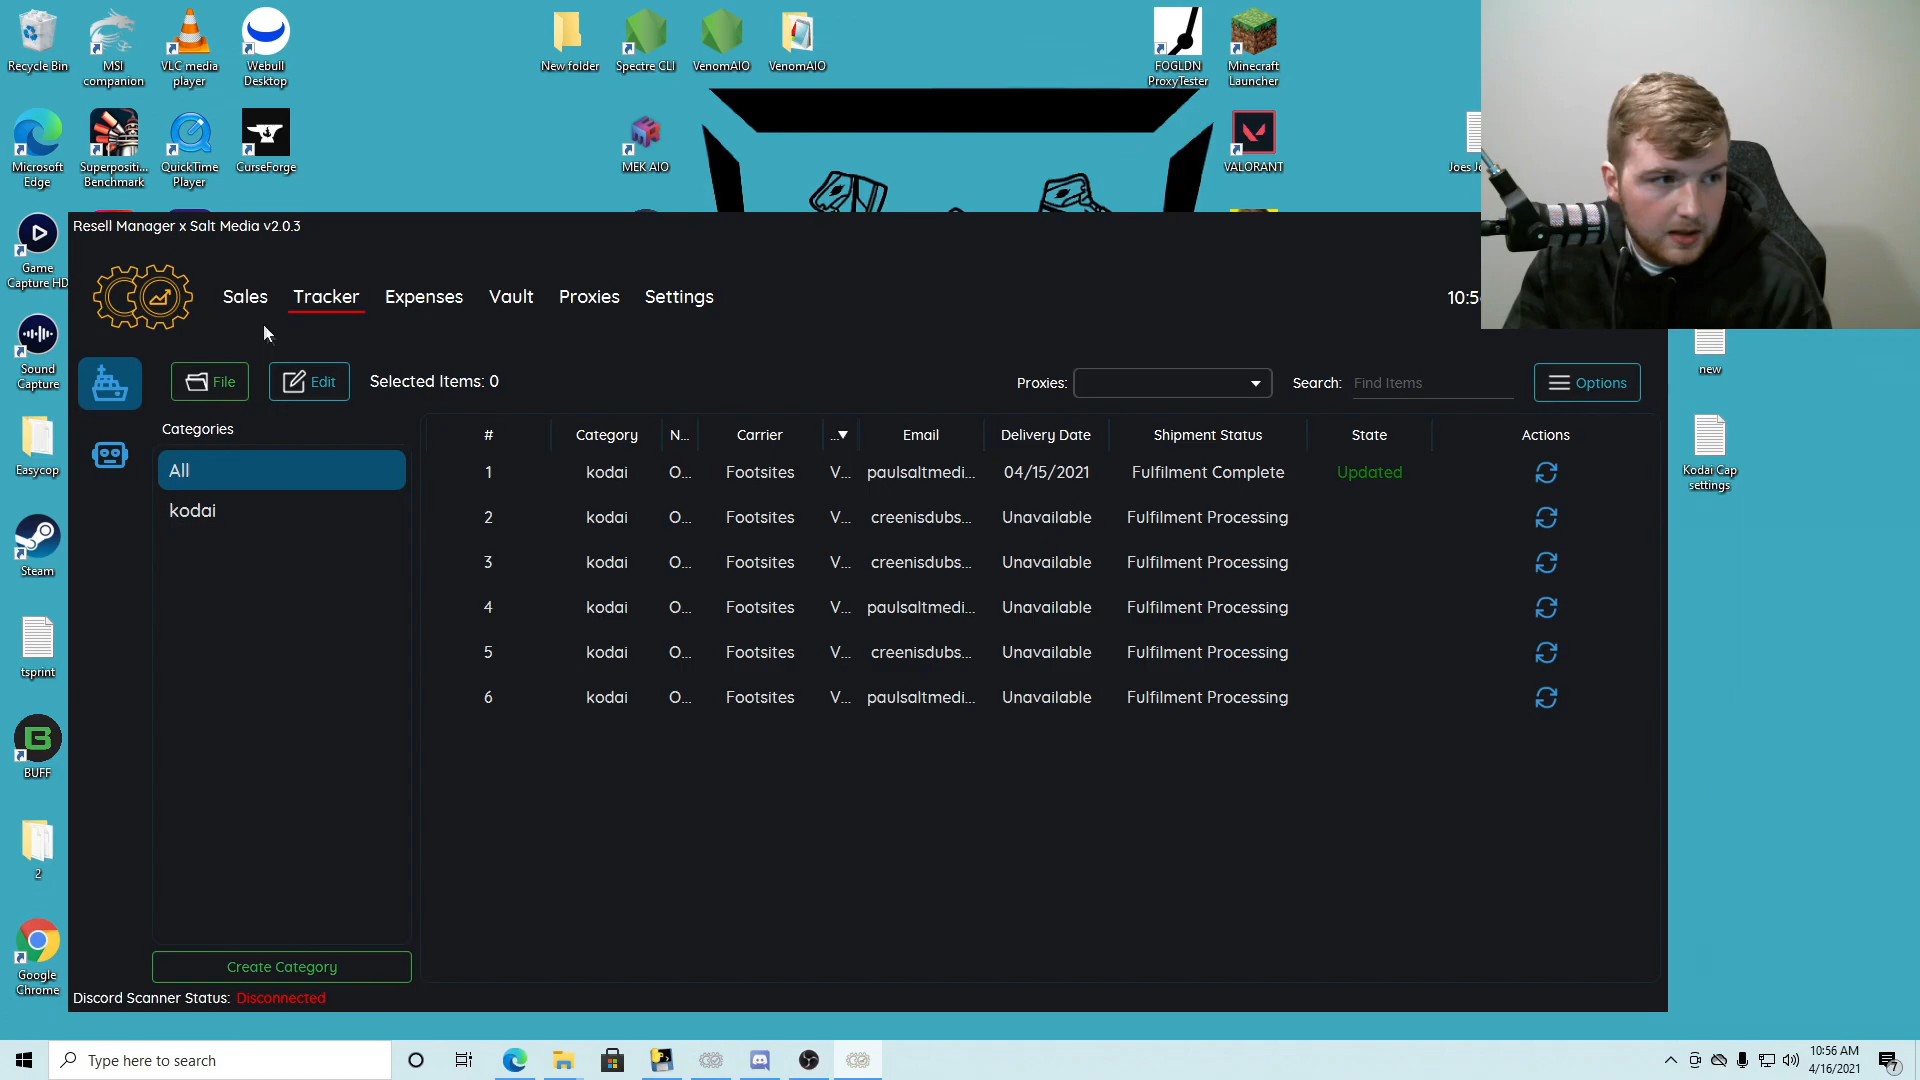 Recycle Bin
MSI companion
VLC media player
Webull Desktop
New folder
Spectre CLI
VenomAIO
VenomAIO
FOGLDN ProxyTester
Minecraft Launcher
Microsoft Edge
Superpositi... Benchmark
QuickTime Player
CurseForge
MEK AIO
VALORANT
Game Capture HD
Sound Capture
Easycop
Steam
tsprint
BUFF
2
Google Chrome
new
Kodai Cap settings
Resell Manager x Salt Media v2.0.3
Sales Tracker Expenses Vault Proxies Settings
File Edit Selected Items: 0 Proxies: Search: Find Items Options
Categories
All
kodai
Create Category
# Category N... Carrier ... Email Delivery Date Shipment Status State Actions
1 kodai O... Footsites V... paulsaltmedi... 04/15/2021 Fulfilment Complete Updated
2 kodai O... Footsites V... creenisdubs... Unavailable Fulfilment Processing
3 kodai O... Footsites V... creenisdubs... Unavailable Fulfilment Processing
4 kodai O... Footsites V... paulsaltmedi... Unavailable Fulfilment Processing
5 kodai O... Footsites V... creenisdubs... Unavailable Fulfilment Processing
6 kodai O... Footsites V... paulsaltmedi... Unavailable Fulfilment Processing
Discord Scanner Status: Disconnected
Type here to search
10:56 AM
4/16/2021
7